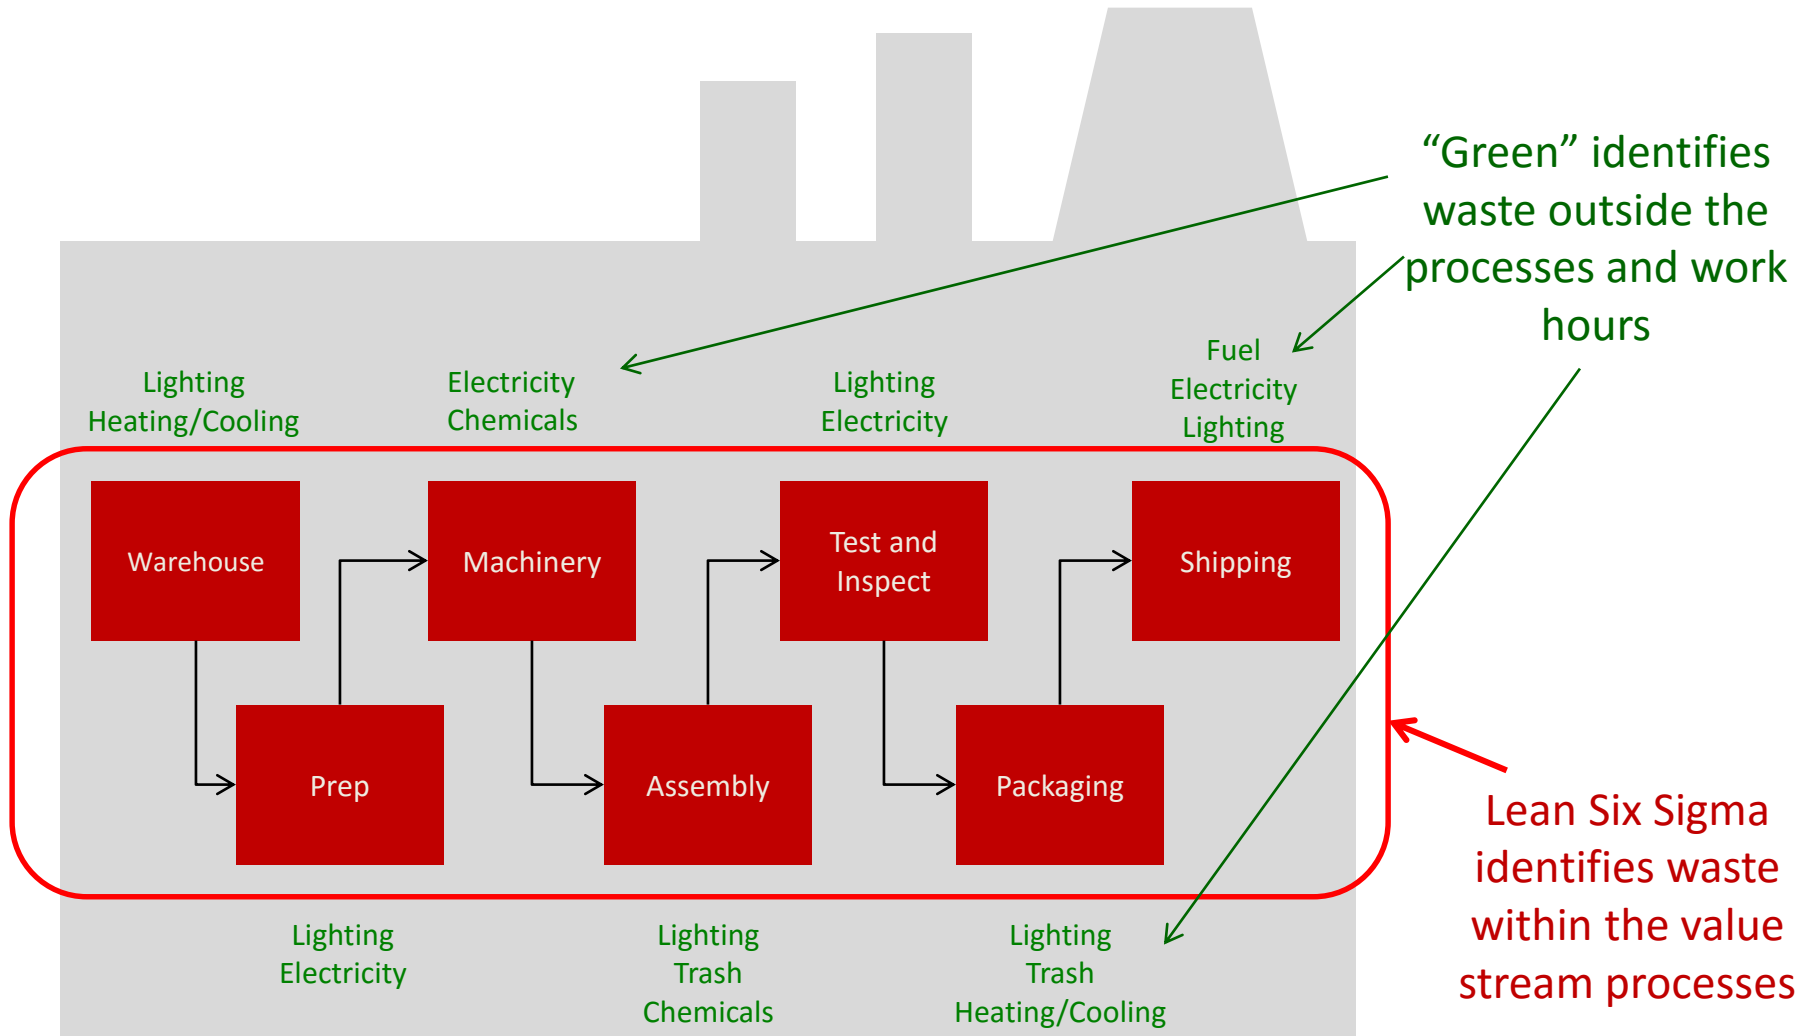 “Green” identifies
waste outside the
processes and work
hours
Lighting
Heating/Cooling
Electricity
Chemicals
Lighting
Electricity
Fuel
Electricity
Lighting
Warehouse
Machinery
Test and
Inspect
Shipping
Prep
Assembly
Packaging
Lean Six Sigma
identifies waste
within the value
stream processes
Lighting
Electricity
Lighting
Trash
Chemicals
Lighting
Trash
Heating/Cooling